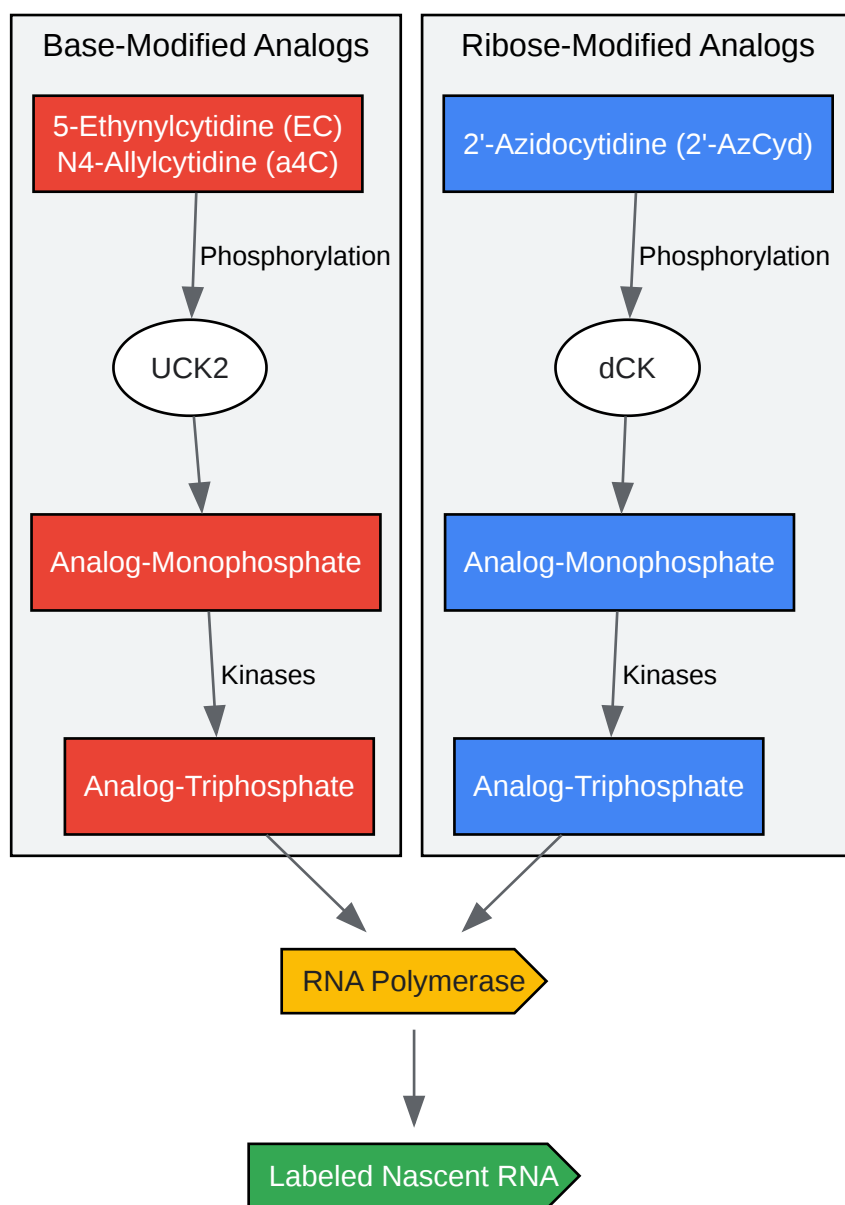 Base-Modified Analogs
5-Ethynylcytidine (EC)
N4-Allylcytidine (a4C)
Phosphorylation
UCK2
Analog-Monophosphate
Kinases
Analog-Triphosphate
Ribose-Modified Analogs
2'-Azidocytidine (2'-AzCyd)
Phosphorylation
dCK
Analog-Monophosphate
Kinases
Analog-Triphosphate
RNA Polymerase
Labeled Nascent RNA